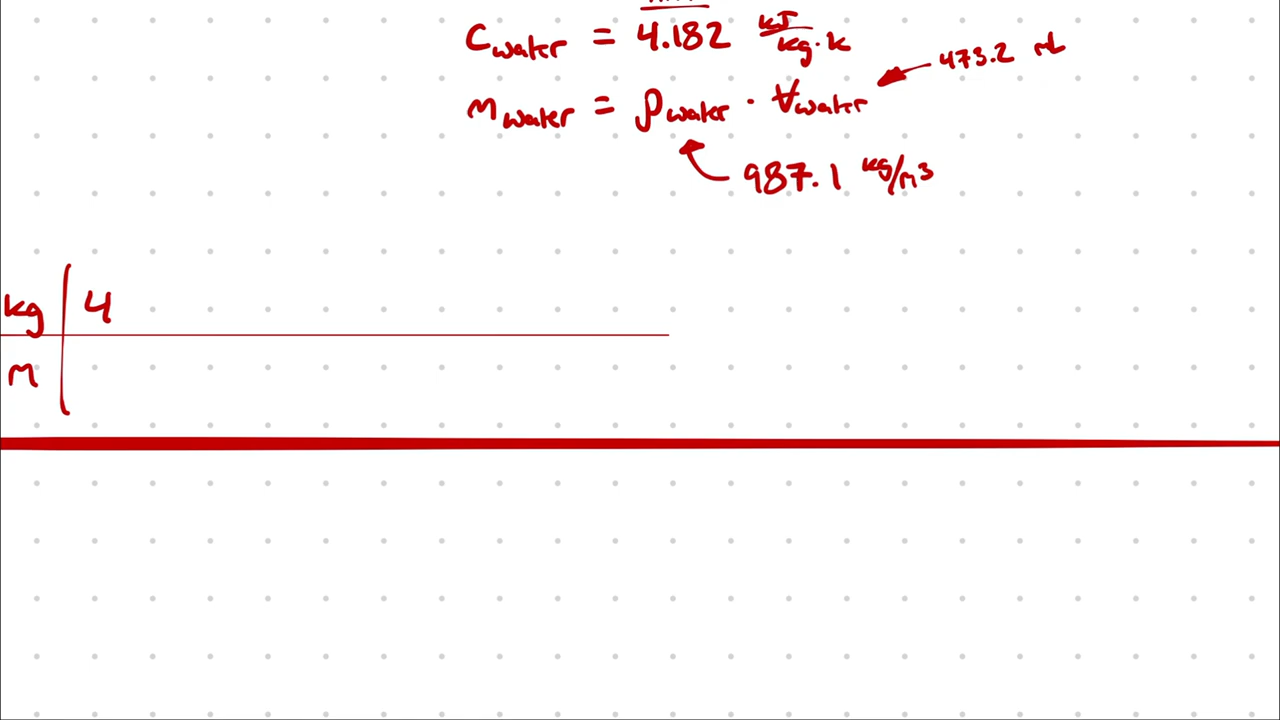 C_water = 4.182 kJ/kg·K
473.2 mL
m_water = ρ_water · V_water
987.1 kg/m³
kg | 4
m